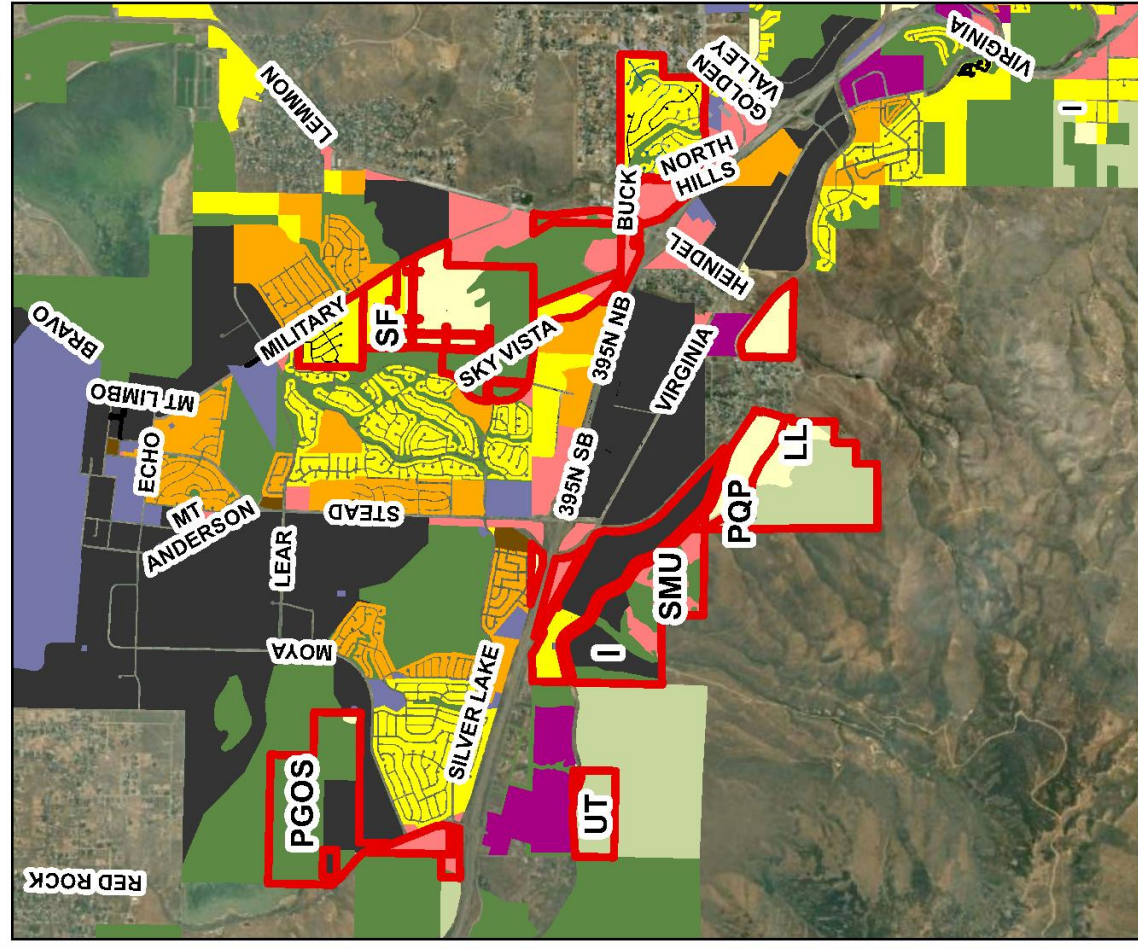 LEMMON
GOLDEN
VALLEY
VIRGINIA
BRAVO
MT LIMBO
MILITARY
ECHO
SF
SKY VISTA
BUCK
NORTH
HILLS
HEINDEL
I
MT
ANDERSON
STEAD
LEAR
395N NB
395N SB
VIRGINIA
LL
PQP
SMU
MOYA
I
SILVER LAKE
PGOS
UT
RED ROCK